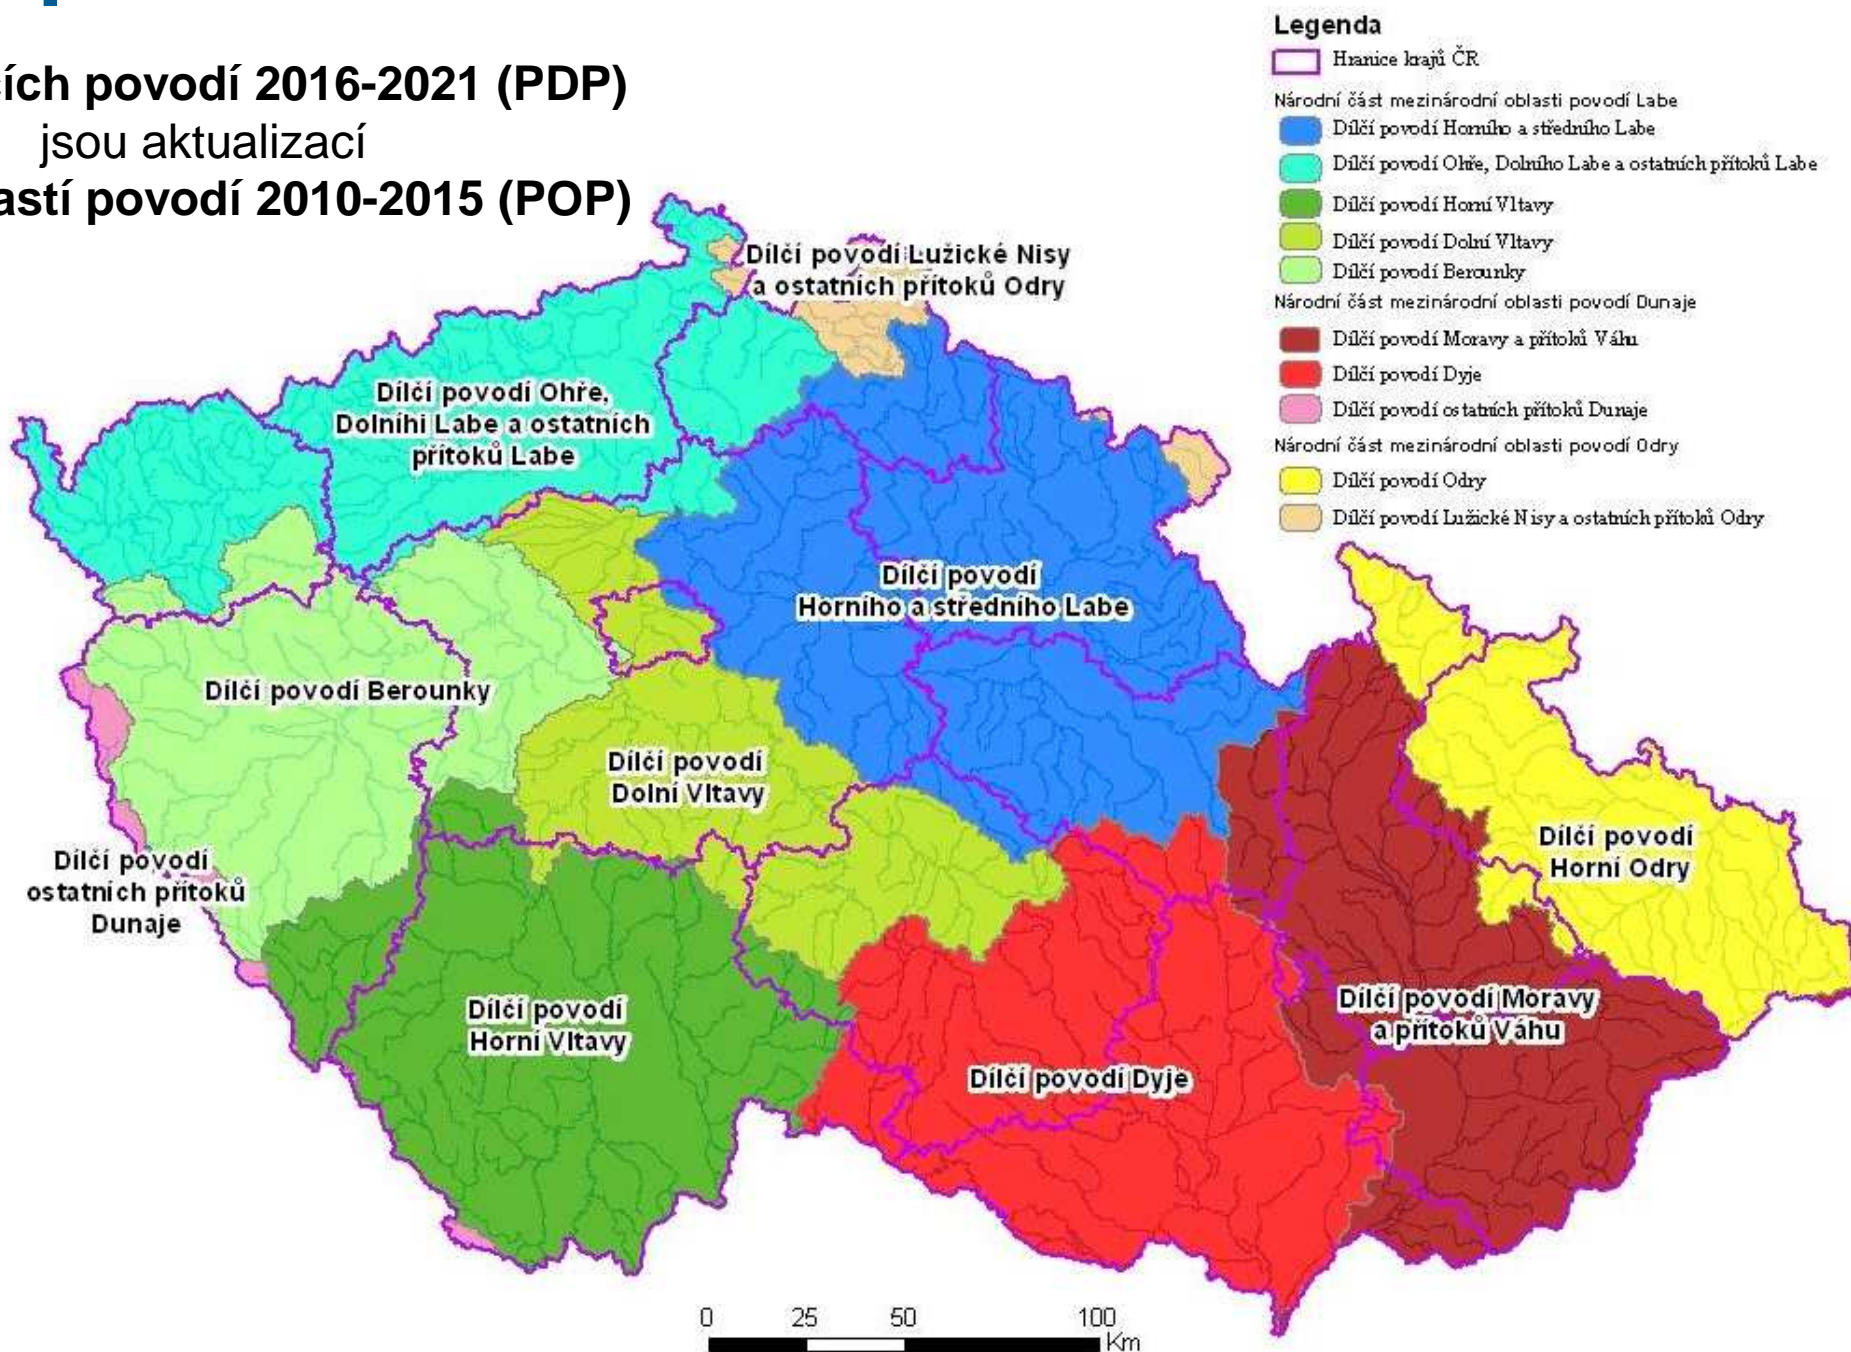 ích povodí 2016-2021 (PDP)
jsou aktualizací
astí povodí 2010-2015 (POP)
Legenda
Hranice krajů ČR
Národní část mezinárodní oblasti povodí Labe
Dílčí povodí Horního a středního Labe
Dílčí povodí Ohře, Dolního Labe a ostatních přítoků Labe
Dílčí povodí Horní Vltavy
Dílčí povodí Dolní Vltavy
Dílčí povodí Berounky
Národní část mezinárodní oblasti povodí Dunaje
Dílčí povodí Moravy a přítoků Váhu
Dílčí povodí Dyje
Dílčí povodí ostatních přítoků Dunaje
Národní část mezinárodní oblasti povodí Odry
Dílčí povodí Odry
Dílčí povodí Lužické Nisy a ostatních přítoků Odry
Dílčí povodí Lužické Nisy
a ostatních přítoků Odry
Dílčí povodí Ohře,
Dolníhí Labe a ostatních
přítoků Labe
Dílčí povodí
Horního a středního Labe
Dílčí povodí Berounky
Dílčí povodí
Dolní Vltavy
Dílčí povodí
Horní Odry
Dílčí povodí
ostatních přítoků
Dunaje
Dílčí povodí
Horní Vltavy
Dílčí povodí Moravy
a přítoků Váhu
Dílčí povodí Dyje
0 25 50 100
Km